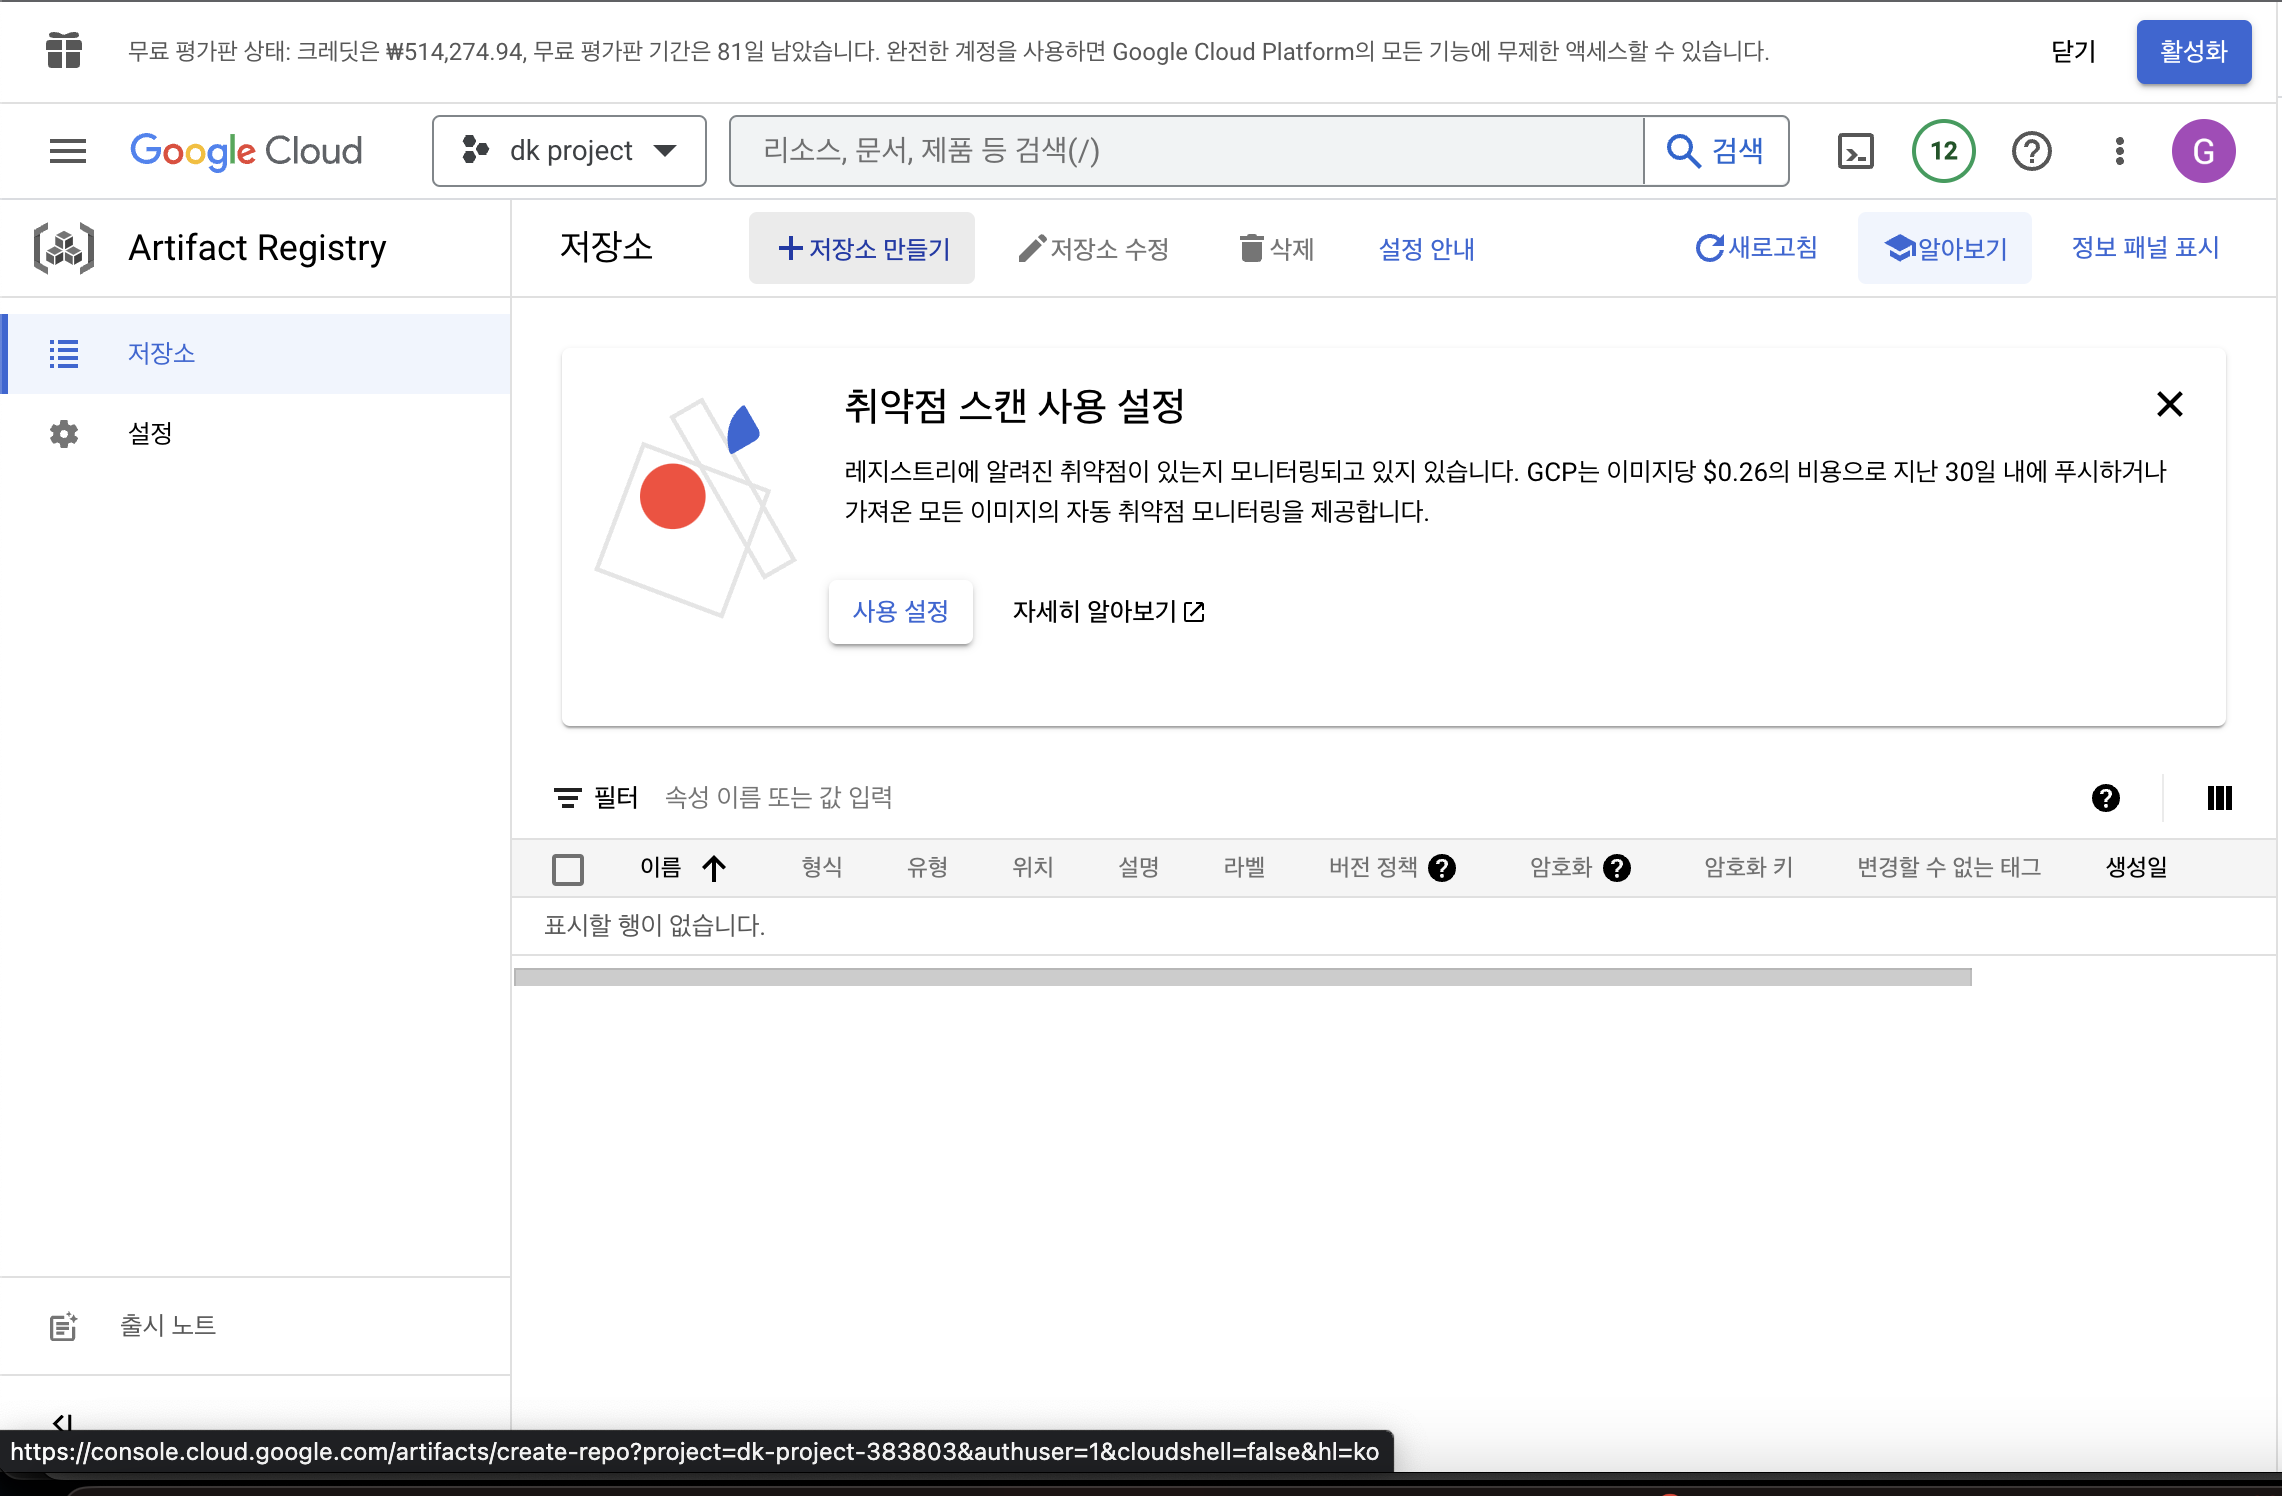 무료 평가판 상태: 크레딧은 ₩514,274.94, 무료 평가판 기간은 81일 남았습니다. 완전한 계정을 사용하면 Google Cloud Platform의 모든 기능에 무제한 액세스할 수 있습니다.
닫기
활성화
Google Cloud
dk project
리소스, 문서, 제품 등 검색(/)
검색
12
G
Artifact Registry
저장소
저장소 만들기
저장소 수정
삭제
설정 안내
새로고침
알아보기
정보 패널 표시
저장소
설정
취약점 스캔 사용 설정
레지스트리에 알려진 취약점이 있는지 모니터링되고 있지 있습니다. GCP는 이미지당 $0.26의 비용으로 지난 30일 내에 푸시하거나
가져온 모든 이미지의 자동 취약점 모니터링을 제공합니다.
사용 설정
자세히 알아보기
필터
속성 이름 또는 값 입력
이름
형식
유형
위치
설명
라벨
버전 정책
암호화
암호화 키
변경할 수 없는 태그
생성일
표시할 행이 없습니다.
출시 노트
https://console.cloud.google.com/artifacts/create-repo?project=dk-project-383803&authuser=1&cloudshell=false&hl=ko